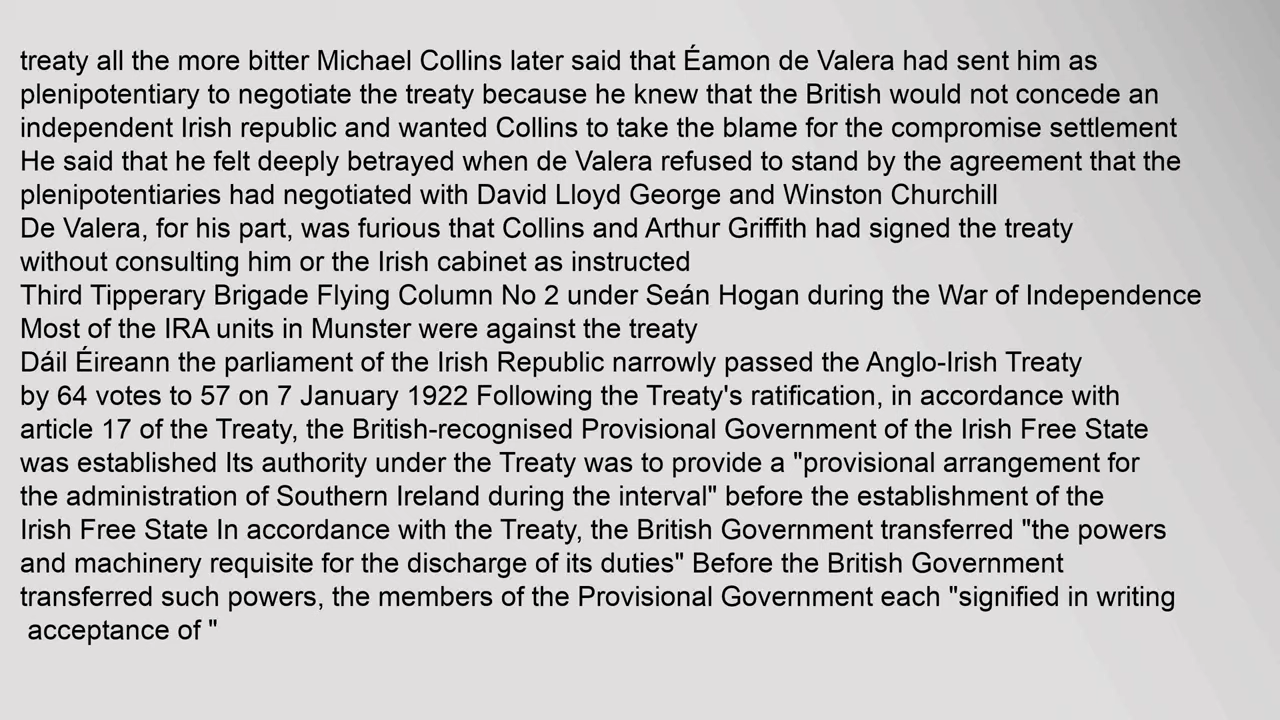 treaty all the more bitter Michael Collins later said that Éamon de Valera had sent him as
plenipotentiary to negotiate the treaty because he knew that the British would not concede an
independent Irish republic and wanted Collins to take the blame for the compromise settlement
He said that he felt deeply betrayed when de Valera refused to stand by the agreement that the
plenipotentiaries had negotiated with David Lloyd George and Winston Churchill
De Valera, for his part, was furious that Collins and Arthur Griffith had signed the treaty
without consulting him or the Irish cabinet as instructed
Third Tipperary Brigade Flying Column No 2 under Seán Hogan during the War of Independence
Most of the IRA units in Munster were against the treaty
Dáil Éireann the parliament of the Irish Republic narrowly passed the Anglo-Irish Treaty
by 64 votes to 57 on 7 January 1922 Following the Treaty's ratification, in accordance with
article 17 of the Treaty, the British-recognised Provisional Government of the Irish Free State
was established Its authority under the Treaty was to provide a "provisional arrangement for
the administration of Southern Ireland during the interval" before the establishment of the
Irish Free State In accordance with the Treaty, the British Government transferred "the powers
and machinery requisite for the discharge of its duties" Before the British Government
transferred such powers, the members of the Provisional Government each "signified in writing
acceptance of "